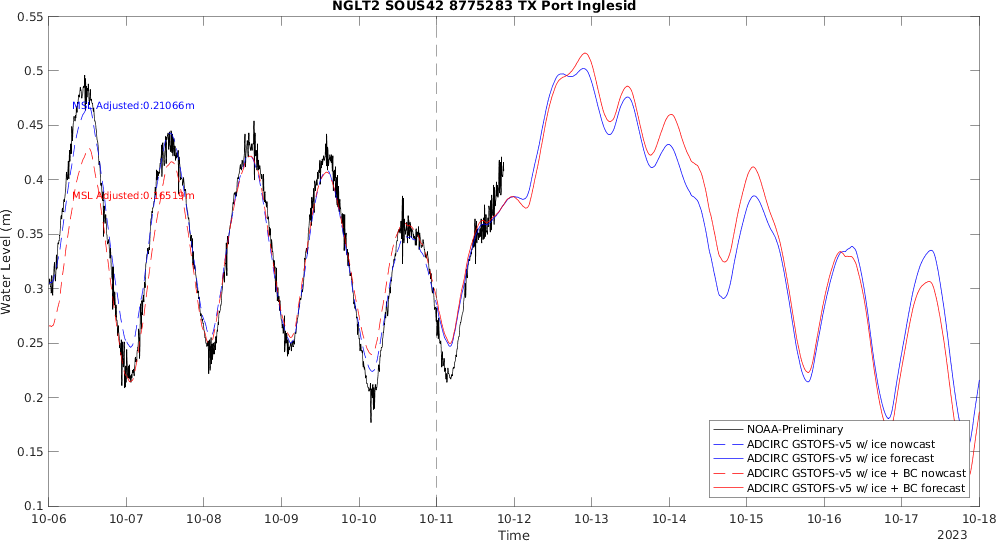 NGLT2 SOUS42 8775283 TX Port Inglesid
0.55
0.5
0.45
0.4
0.35
0.3
0.25
0.2
0.15
0.1
Water Level (m)
MSL Adjusted:0.21066m
MSL Adjusted:0.16519m
NOAA-Preliminary
ADCIRC GSTOFS-v5 w/ ice nowcast
ADCIRC GSTOFS-v5 w/ ice forecast
ADCIRC GSTOFS-v5 w/ ice + BC nowcast
ADCIRC GSTOFS-v5 w/ ice + BC forecast
10-06 10-07 10-08 10-09 10-10 10-11 10-12 10-13 10-14 10-15 10-16 10-17 10-18
Time
2023